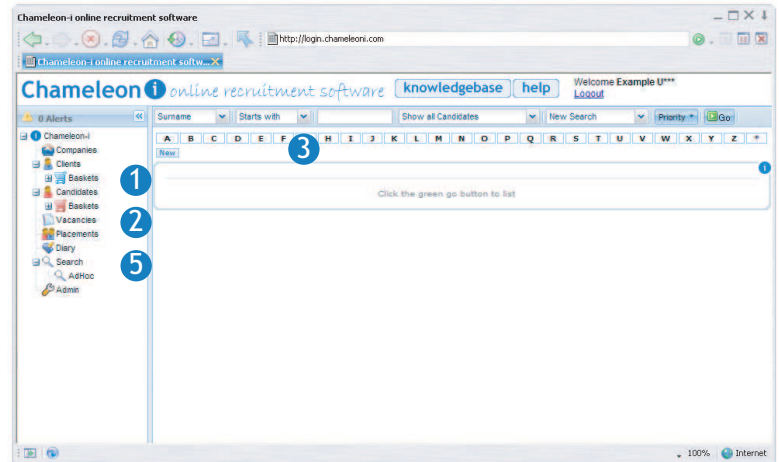 Chameleon-i online recruitment software
http://login.chameleoni.com
Chameleon-i online recruitment softw...
Chameleon i online recruitment software knowledgebase help Welcome Example U***
Logout
0 Alerts Surname Starts with Show all Candidates New Search Priority * Go
Chameleon-i A B C D E F H I J K L M N O P Q R S T U V W X Y Z *
Companies New 3
Clients
Baskets 1
Candidates Click the green go button to list
Baskets
Vacancies 2
Placements
Diary
Search 5
AdHoc
Admin
100% Internet